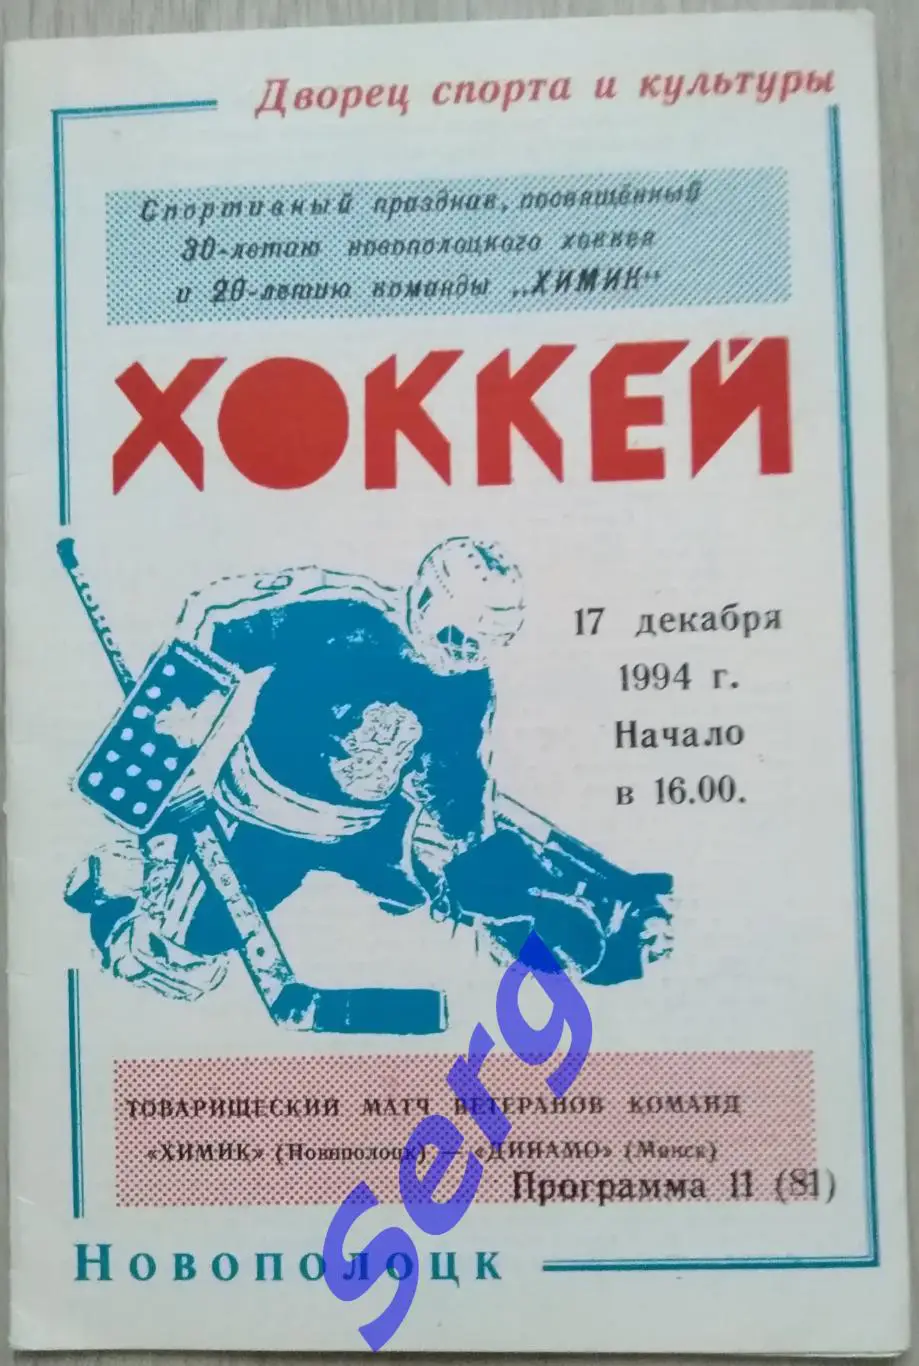 Дворец спорта и культуры
Спортивный праздник, посвящённый
30-летию новополоцкого хоккея
и 20-летию команды „ХИМИК"
ХОККЕЙ
17 декабря
1994 г.
Начало
в 16.00.
ТОВАРИЩЕСКИЙ МАТЧ ВЕТЕРАНОВ КОМАНД
«ХИМИК» (Новополоцк) — «ДИНАМО» (Минск)
Программа 11 (81)
Новополоцк
Serg